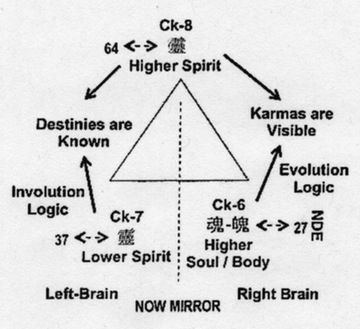 Ck-8
64 <--> 靈
Higher Spirit
Destinies are
Known
Karmas are
Visible
Involution
Logic
Evolution
Logic
Ck-7
37 <--> 靈
Lower Spirit
Ck-6
魂-魄 <--> 27 NDE
Higher
Soul / Body
Left-Brain
Right Brain
NOW MIRROR